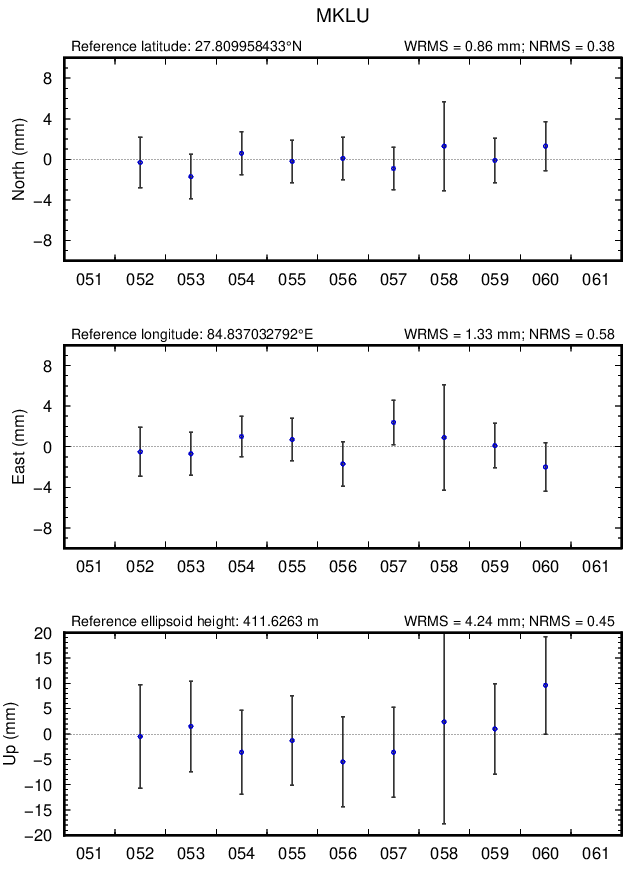 MKLU
Reference latitude: 27.809958433°N WRMS = 0.86 mm; NRMS = 0.38
8
4
North (mm)
0
−4
−8
051 052 053 054 055 056 057 058 059 060 061
Reference longitude: 84.837032792°E WRMS = 1.33 mm; NRMS = 0.58
8
4
East (mm)
0
−4
−8
051 052 053 054 055 056 057 058 059 060 061
Reference ellipsoid height: 411.6263 m WRMS = 4.24 mm; NRMS = 0.45
20
15
10
5
Up (mm)
0
−5
−10
−15
−20
051 052 053 054 055 056 057 058 059 060 061